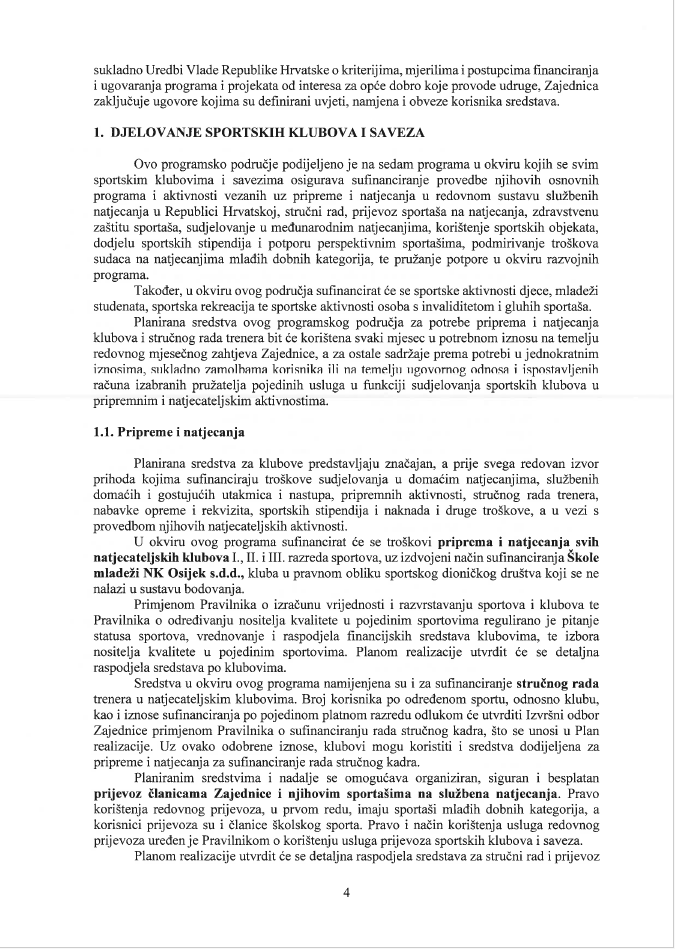 sukladno Uredbi Vlade Republike Hrvatske o kriterijima, mjerilima i postupcima financiranja
i ugovaranja programa i projekata od interesa za opće dobro koje provode udruge, Zajednica
zaključuje ugovore kojima su definirani uvjeti, namjena i obveze korisnika sredstava.
1. DJELOVANJE SPORTSKIH KLUBOVA I SAVEZA
Ovo programsko područje podijeljeno je na sedam programa u okviru kojih se svim
sportskim klubovima i savezima osigurava sufinanciranje provedbe njihovih osnovnih
programa i aktivnosti vezanih uz pripreme i natjecanja u redovnom sustavu službenih
natjecanja u Republici Hrvatskoj, stručni rad, prijevoz sportaša na natjecanja, zdravstvenu
zaštitu sportaša, sudjelovanje u međunarodnim natjecanjima, korištenje sportskih objekata,
dodjelu sportskih stipendija i potporu perspektivnim sportašima, podmirivanje troškova
sudaca na natjecanjima mlađih dobnih kategorija, te pružanje potpore u okviru razvojnih
programa.
Također, u okviru ovog područja sufinancirat će se sportske aktivnosti djece, mladeži
studenata, sportska rekreacija te sportske aktivnosti osoba s invaliditetom i gluhih sportaša.
Planirana sredstva ovog programskog područja za potrebe priprema i natjecanja
klubova i stručnog rada trenera bit će korištena svaki mjesec u potrebnom iznosu na temelju
redovnog mjesečnog zahtjeva Zajednice, a za ostale sadržaje prema potrebi u jednokratnim
iznosima, sukladno zamolbama korisnika ili na temelju ugovornog odnosa i ispostavljenih
računa izabranih pružatelja pojedinih usluga u funkciji sudjelovanja sportskih klubova u
pripremnim i natjecateljskim aktivnostima.
1.1. Pripreme i natjecanja
Planirana sredstva za klubove predstavljaju značajan, a prije svega redovan izvor
prihoda kojima sufinanciraju troškove sudjelovanja u domaćim natjecanjima, službenih
domaćih i gostujućih utakmica i nastupa, pripremnih aktivnosti, stručnog rada trenera,
nabavke opreme i rekvizita, sportskih stipendija i naknada i druge troškove, a u vezi s
provedbom njihovih natjecateljskih aktivnosti.
U okviru ovog programa sufinancirat će se troškovi priprema i natjecanja svih
natjecateljskih klubova I., II. i III. razreda sportova, uz izdvojeni način sufinanciranja Škole
mladeži NK Osijek s.d.d., kluba u pravnom obliku sportskog dioničkog društva koji se ne
nalazi u sustavu bodovanja.
Primjenom Pravilnika o izračunu vrijednosti i razvrstavanju sportova i klubova te
Pravilnika o određivanju nositelja kvalitete u pojedinim sportovima regulirano je pitanje
statusa sportova, vrednovanje i raspodjela financijskih sredstava klubovima, te izbora
nositelja kvalitete u pojedinim sportovima. Planom realizacije utvrdit će se detaljna
raspodjela sredstava po klubovima.
Sredstva u okviru ovog programa namijenjena su i za sufinanciranje stručnog rada
trenera u natjecateljskim klubovima. Broj korisnika po određenom sportu, odnosno klubu,
kao i iznose sufinanciranja po pojedinom platnom razredu odlukom će utvrditi Izvršni odbor
Zajednice primjenom Pravilnika o sufinanciranju rada stručnog kadra, što se unosi u Plan
realizacije. Uz ovako odobrene iznose, klubovi mogu koristiti i sredstva dodijeljena za
pripreme i natjecanja za sufinanciranje rada stručnog kadra.
Planiranim sredstvima i nadalje se omogućava organiziran, siguran i besplatan
prijevoz članicama Zajednice i njihovim sportašima na službena natjecanja. Pravo
korištenja redovnog prijevoza, u prvom redu, imaju sportaši mlađih dobnih kategorija, a
korisnici prijevoza su i članice školskog sporta. Pravo i način korištenja usluga redovnog
prijevoza uređen je Pravilnikom o korištenju usluga prijevoza sportskih klubova i saveza.
Planom realizacije utvrdit će se detaljna raspodjela sredstava za stručni rad i prijevoz
4